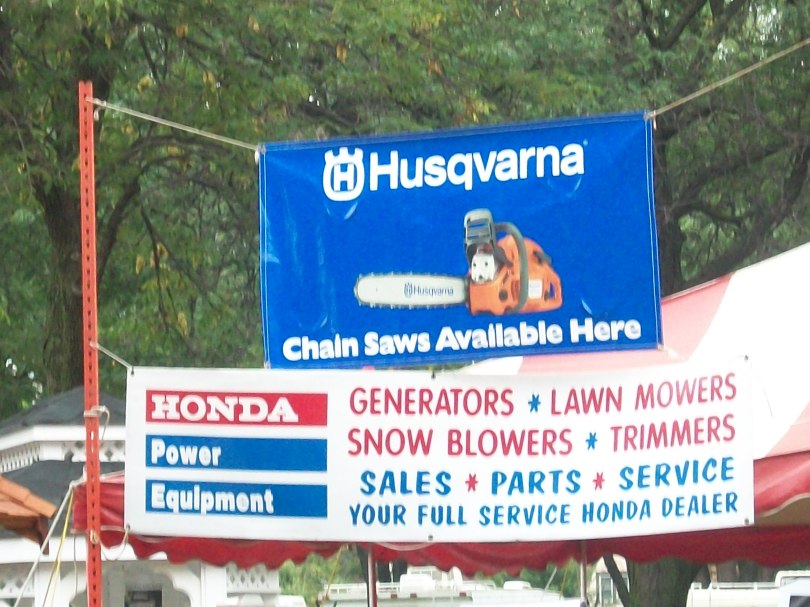 Husqvarna
Husqvarna
Chain Saws Available Here
HONDA
Power
Equipment
GENERATORS * LAWN MOWERS
SNOW BLOWERS * TRIMMERS
SALES * PARTS * SERVICE
YOUR FULL SERVICE HONDA DEALER